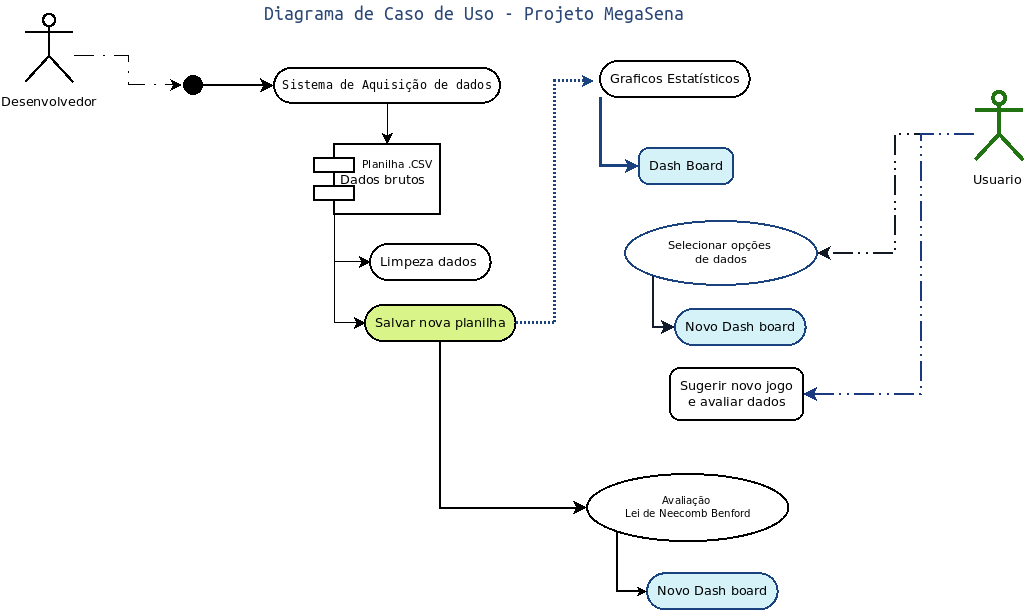 Diagrama de Caso de Uso - Projeto MegaSena
Desenvolvedor
Sistema de Aquisição de dados
Planilha .CSV
Dados brutos
Limpeza dados
Salvar nova planilha
Graficos Estatísticos
Dash Board
Usuario
Selecionar opções
de dados
Novo Dash board
Sugerir novo jogo
e avaliar dados
Avaliação
Lei de Neecomb Benford
Novo Dash board